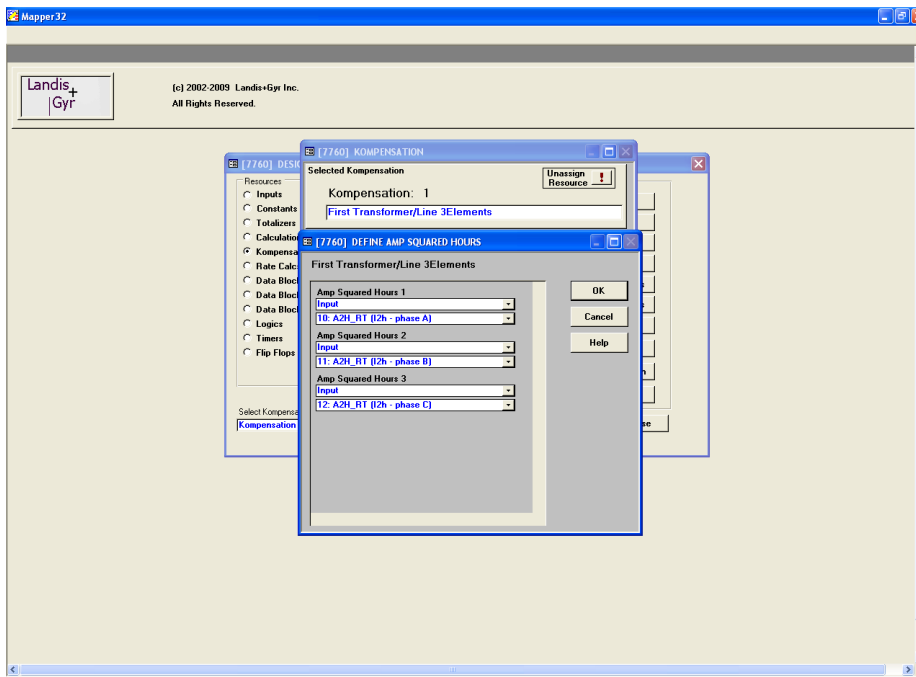 Mapper32
Landis+
Gyr
(c) 2002-2009 Landis+Gyr Inc.
All Rights Reserved.
[7760] DESIG
Resources
Inputs
Constants
Totalizers
Calculation
Kompensa
Rate Calc
Data Bloc
Data Bloc
Data Bloc
Logics
Timers
Flip Flops
Select Kompensa
Kompensation
se
[7760] KOMPENSATION
Selected Kompensation
Unassign
Resource !
Kompensation: 1
First Transformer/Line 3Elements
[7760] DEFINE AMP SQUARED HOURS
First Transformer/Line 3Elements
Amp Squared Hours 1
Input
10: A2H_RT (I2h - phase A)
Amp Squared Hours 2
Input
11: A2H_RT (I2h - phase B)
Amp Squared Hours 3
Input
12: A2H_RT (I2h - phase C)
OK
Cancel
Help